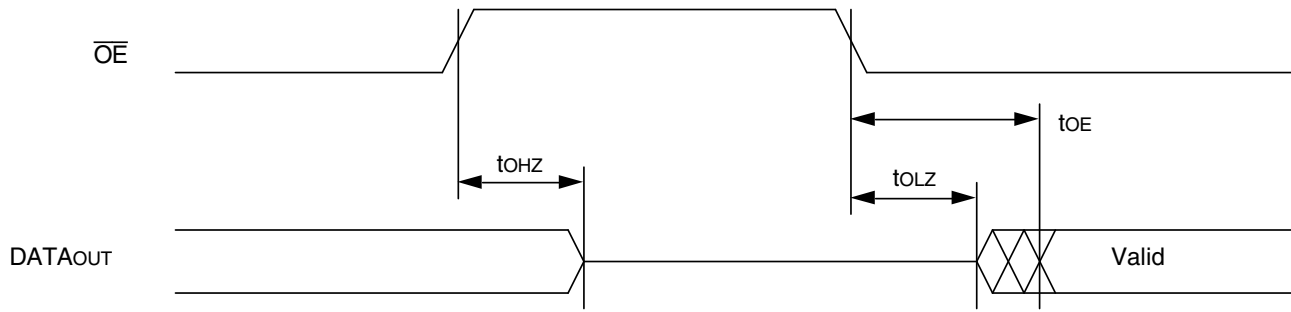 OE
tOE
tOHZ
tOLZ
DATAOUT
Valid